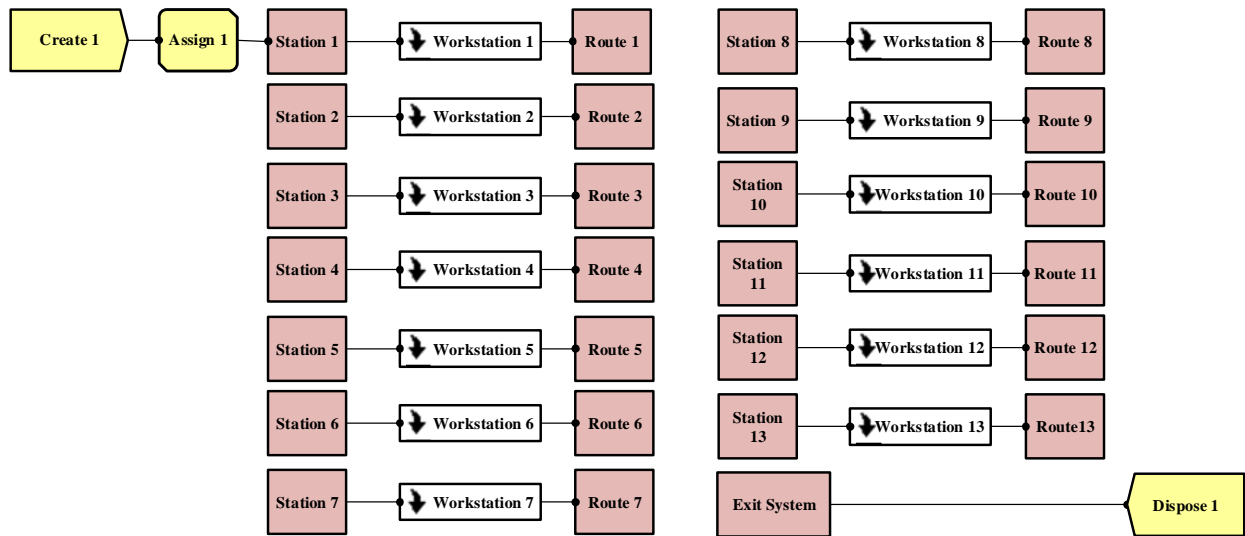 Create 1
Assign 1
Station 1
Workstation 1
Route 1
Station 2
Workstation 2
Route 2
Station 3
Workstation 3
Route 3
Station 4
Workstation 4
Route 4
Station 5
Workstation 5
Route 5
Station 6
Workstation 6
Route 6
Station 7
Workstation 7
Route 7
Station 8
Workstation 8
Route 8
Station 9
Workstation 9
Route 9
Station
10
Workstation 10
Route 10
Station
11
Workstation 11
Route 11
Station
12
Workstation 12
Route 12
Station
13
Workstation 13
Route13
Exit System
Dispose 1